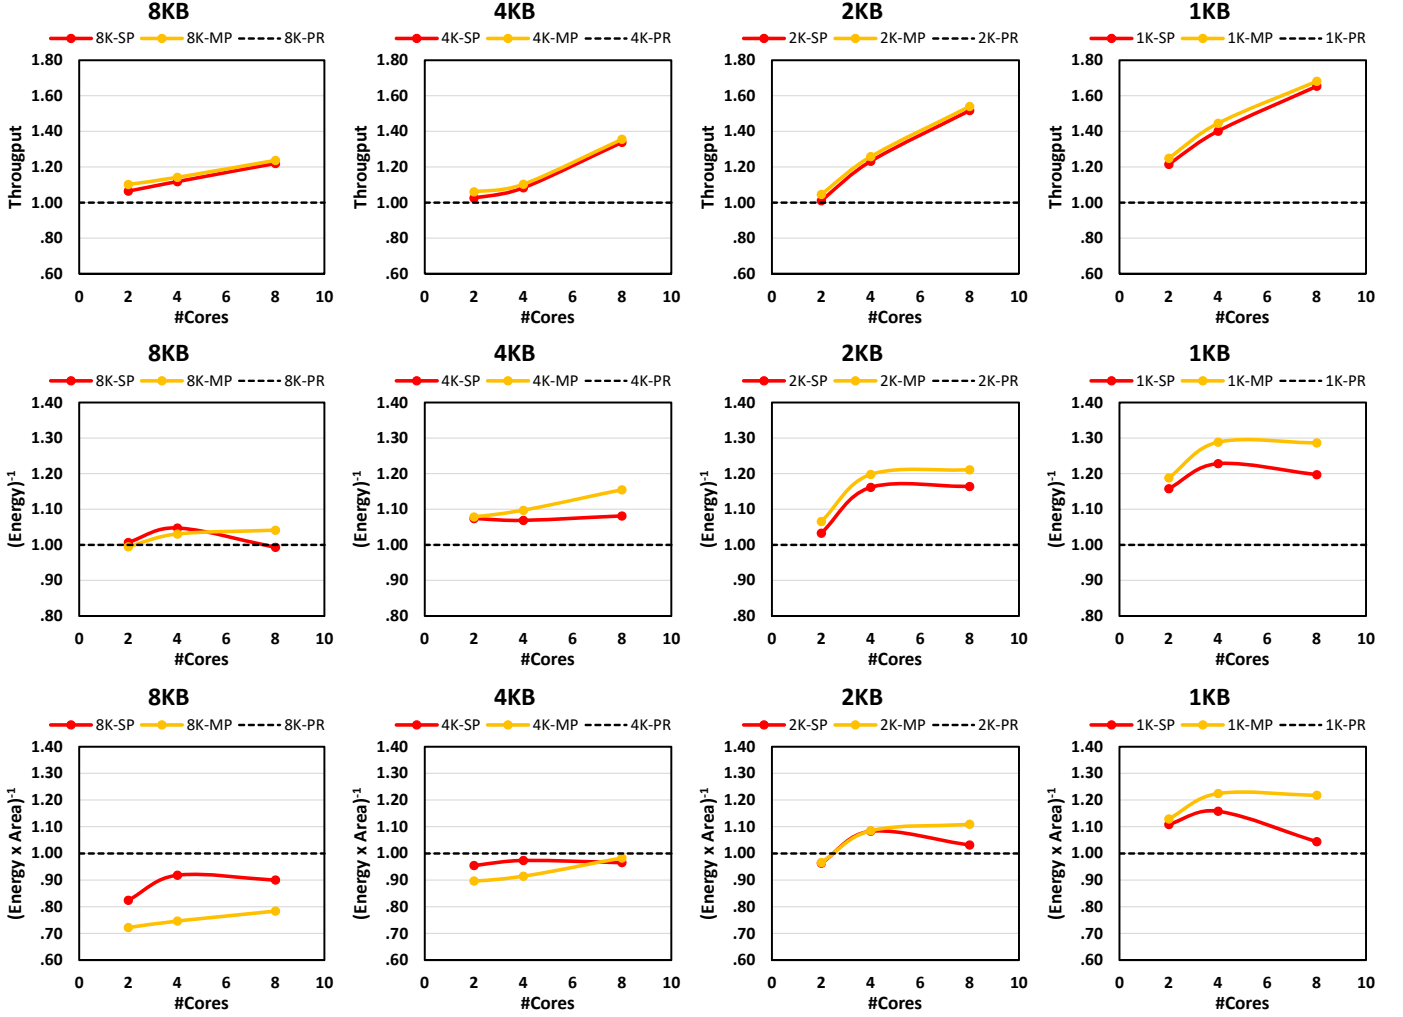 8KB
4KB
2KB
1KB
8K-SP 8K-MP 8K-PR
4K-SP 4K-MP 4K-PR
2K-SP 2K-MP 2K-PR
1K-SP 1K-MP 1K-PR
Througput
1.80
1.60
1.40
1.20
1.00
.80
.60
0 2 4 6 8 10
#Cores
Througput
1.80
1.60
1.40
1.20
1.00
.80
.60
0 2 4 6 8 10
#Cores
Througput
1.80
1.60
1.40
1.20
1.00
.80
.60
0 2 4 6 8 10
#Cores
Througput
1.80
1.60
1.40
1.20
1.00
.80
.60
0 2 4 6 8 10
#Cores
8KB
4KB
2KB
1KB
8K-SP 8K-MP 8K-PR
4K-SP 4K-MP 4K-PR
2K-SP 2K-MP 2K-PR
1K-SP 1K-MP 1K-PR
(Energy)⁻¹
1.40
1.30
1.20
1.10
1.00
.90
.80
0 2 4 6 8 10
#Cores
(Energy)⁻¹
1.40
1.30
1.20
1.10
1.00
.90
.80
0 2 4 6 8 10
#Cores
(Energy)⁻¹
1.40
1.30
1.20
1.10
1.00
.90
.80
0 2 4 6 8 10
#Cores
(Energy)⁻¹
1.40
1.30
1.20
1.10
1.00
.90
.80
0 2 4 6 8 10
#Cores
8KB
4KB
2KB
1KB
8K-SP 8K-MP 8K-PR
4K-SP 4K-MP 4K-PR
2K-SP 2K-MP 2K-PR
1K-SP 1K-MP 1K-PR
(Energy x Area)⁻¹
1.40
1.30
1.20
1.10
1.00
.90
.80
.70
.60
0 2 4 6 8 10
#Cores
(Energy x Area)⁻¹
1.40
1.30
1.20
1.10
1.00
.90
.80
.70
.60
0 2 4 6 8 10
#Cores
(Energy x Area)⁻¹
1.40
1.30
1.20
1.10
1.00
.90
.80
.70
.60
0 2 4 6 8 10
#Cores
(Energy x Area)⁻¹
1.40
1.30
1.20
1.10
1.00
.90
.80
.70
.60
0 2 4 6 8 10
#Cores